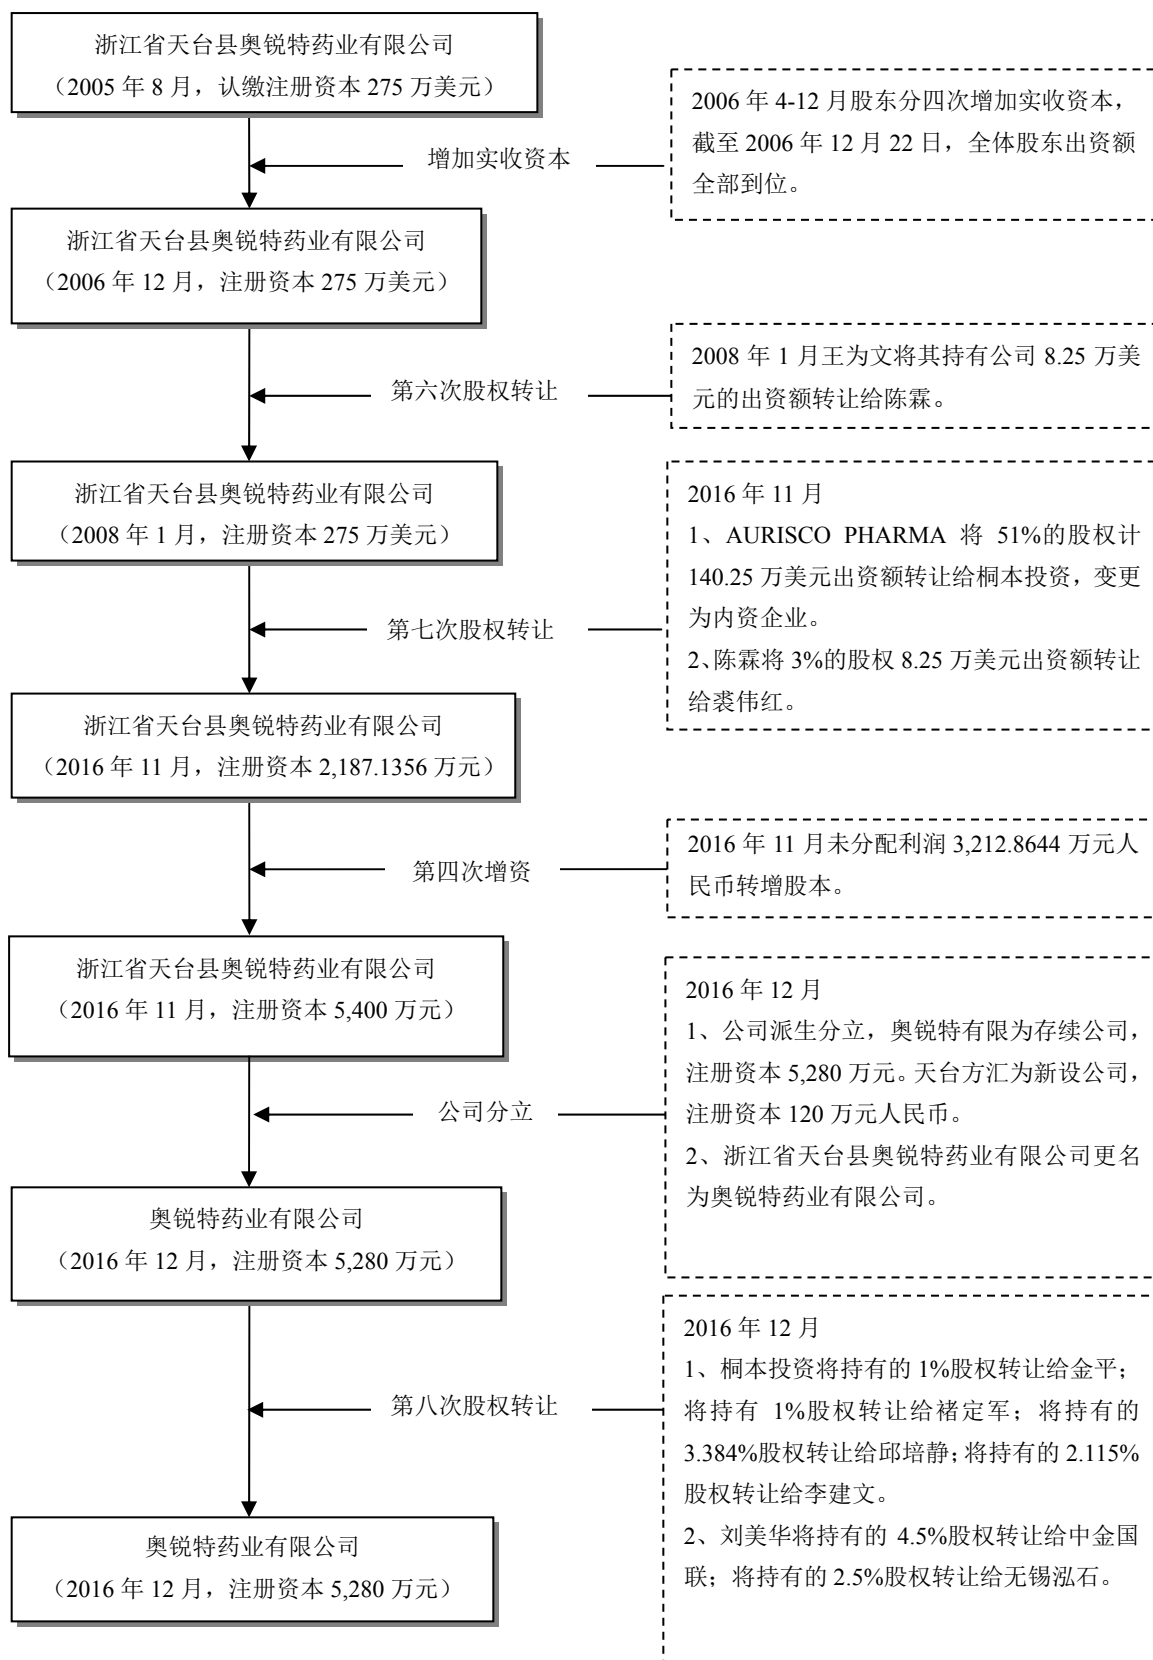 浙江省天台县奥锐特药业有限公司
（2005 年 8 月，认缴注册资本 275 万美元）
2006 年 4-12 月股东分四次增加实收资本，
截至 2006 年 12 月 22 日，全体股东出资额
全部到位。
增加实收资本
浙江省天台县奥锐特药业有限公司
（2006 年 12 月，注册资本 275 万美元）
2008 年 1 月王为文将其持有公司 8.25 万美
元的出资额转让给陈霖。
第六次股权转让
浙江省天台县奥锐特药业有限公司
（2008 年 1 月，注册资本 275 万美元）
2016 年 11 月
1、AURISCO PHARMA 将 51%的股权计
140.25 万美元出资额转让给桐本投资，变更
为内资企业。
2、陈霖将 3%的股权 8.25 万美元出资额转让
给裘伟红。
第七次股权转让
浙江省天台县奥锐特药业有限公司
（2016 年 11 月，注册资本 2,187.1356 万元）
2016 年 11 月未分配利润 3,212.8644 万元人
民币转增股本。
第四次增资
浙江省天台县奥锐特药业有限公司
（2016 年 11 月，注册资本 5,400 万元）
2016 年 12 月
1、公司派生分立，奥锐特有限为存续公司，
注册资本 5,280 万元。天台方汇为新设公司，
注册资本 120 万元人民币。
2、浙江省天台县奥锐特药业有限公司更名
为奥锐特药业有限公司。
公司分立
奥锐特药业有限公司
（2016 年 12 月，注册资本 5,280 万元）
2016 年 12 月
1、桐本投资将持有的 1%股权转让给金平；
将持有 1%股权转让给褚定军；将持有的
3.384%股权转让给邱培静；将持有的 2.115%
股权转让给李建文。
2、刘美华将持有的 4.5%股权转让给中金国
联；将持有的 2.5%股权转让给无锡泓石。
第八次股权转让
奥锐特药业有限公司
（2016 年 12 月，注册资本 5,280 万元）